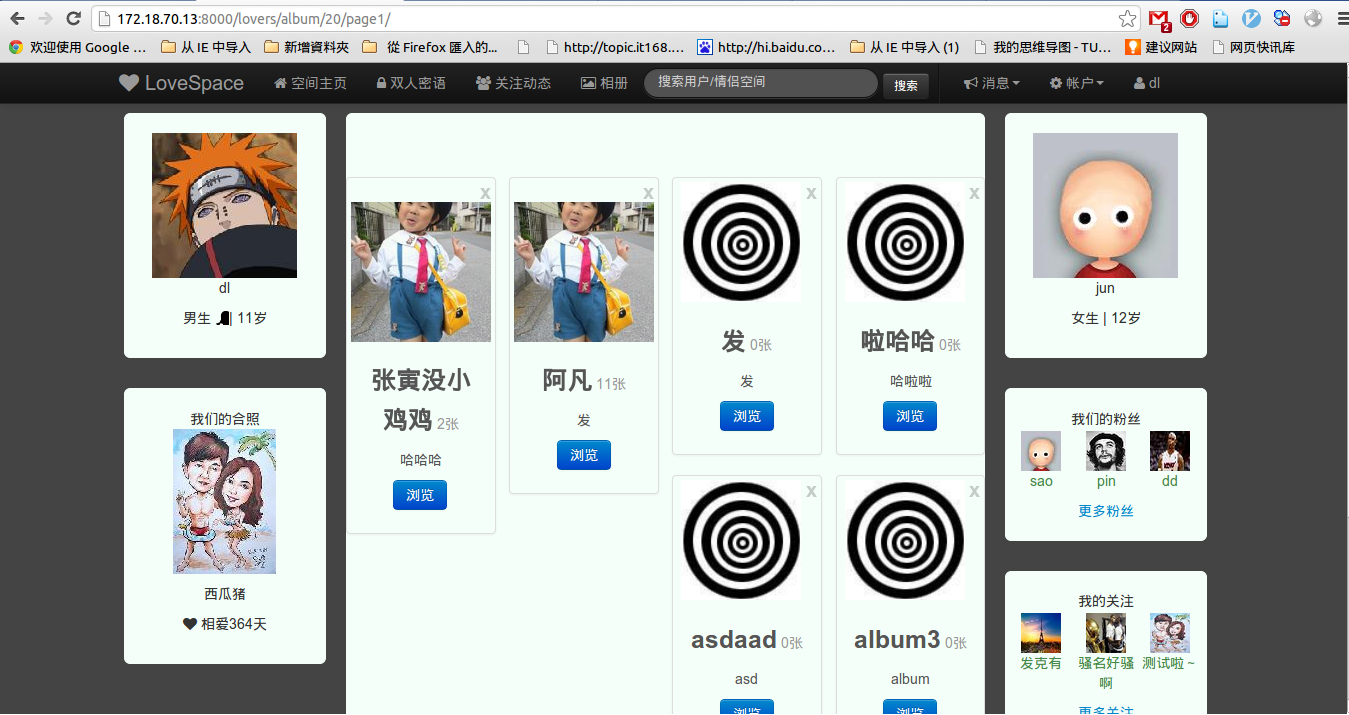 172.18.70.13:8000/lovers/album/20/page1/
2
欢迎使用 Google ... 从 IE 中导入 新增資料夾 從 Firefox 匯入的... http://topic.it168.... http://hi.baidu.co... 从 IE 中导入 (1) 我的思维导图 - TU... 建议网站 网页快讯库
LoveSpace 空间主页 双人密语 关注动态 相册 搜索用户/情侣空间 搜索 消息 帐户 dl
dl
男生 | 11岁
我们的合照
西瓜猪
相爱364天
x
张寅没小
鸡鸡 2张
哈哈哈
浏览
x
阿凡 11张
发
浏览
x
发 0张
发
浏览
x
啦哈哈 0张
哈啦啦
浏览
x
asdaad 0张
asd
浏览
x
album3 0张
album
浏览
jun
女生 | 12岁
我们的粉丝
sao pin dd
更多粉丝
我的关注
发克有 骚名好骚 测试啦~
啊
更多关注